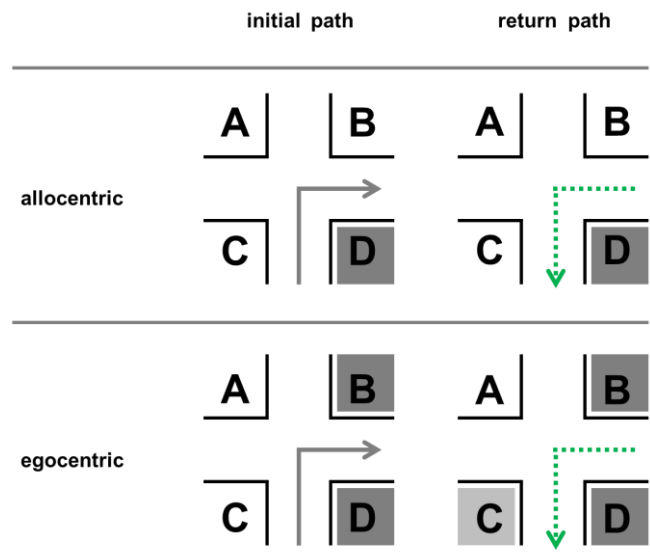 initial path return path
A B A B
allocentric
C D C D
A B A B
egocentric
C D C D